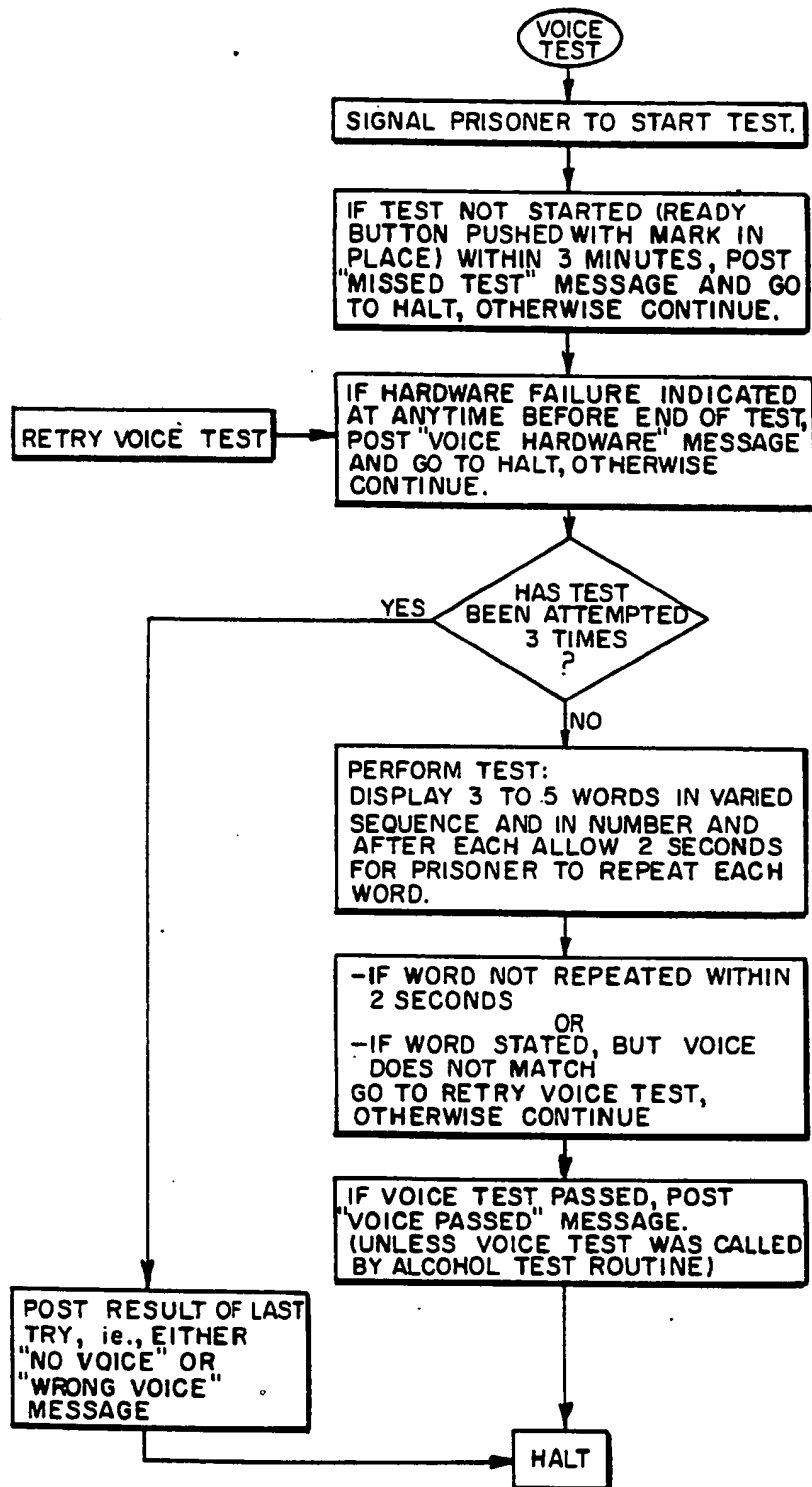 VOICE
TEST
SIGNAL PRISONER TO START TEST.
IF TEST NOT STARTED (READY
BUTTON PUSHED WITH MARK IN
PLACE) WITHIN 3 MINUTES, POST
"MISSED TEST" MESSAGE AND GO
TO HALT, OTHERWISE CONTINUE.
RETRY VOICE TEST
IF HARDWARE FAILURE INDICATED
AT ANYTIME BEFORE END OF TEST,
POST "VOICE HARDWARE" MESSAGE
AND GO TO HALT, OTHERWISE
CONTINUE.
HAS TEST
BEEN ATTEMPTED
3 TIMES
?
YES
NO
PERFORM TEST:
DISPLAY 3 TO 5 WORDS IN VARIED
SEQUENCE AND IN NUMBER AND
AFTER EACH ALLOW 2 SECONDS
FOR PRISONER TO REPEAT EACH
WORD.
-IF WORD NOT REPEATED WITHIN
2 SECONDS
OR
-IF WORD STATED, BUT VOICE
DOES NOT MATCH
GO TO RETRY VOICE TEST,
OTHERWISE CONTINUE
IF VOICE TEST PASSED, POST
"VOICE PASSED" MESSAGE.
(UNLESS VOICE TEST WAS CALLED
BY ALCOHOL TEST ROUTINE)
POST RESULT OF LAST
TRY, ie., EITHER
"NO VOICE" OR
"WRONG VOICE"
MESSAGE
HALT